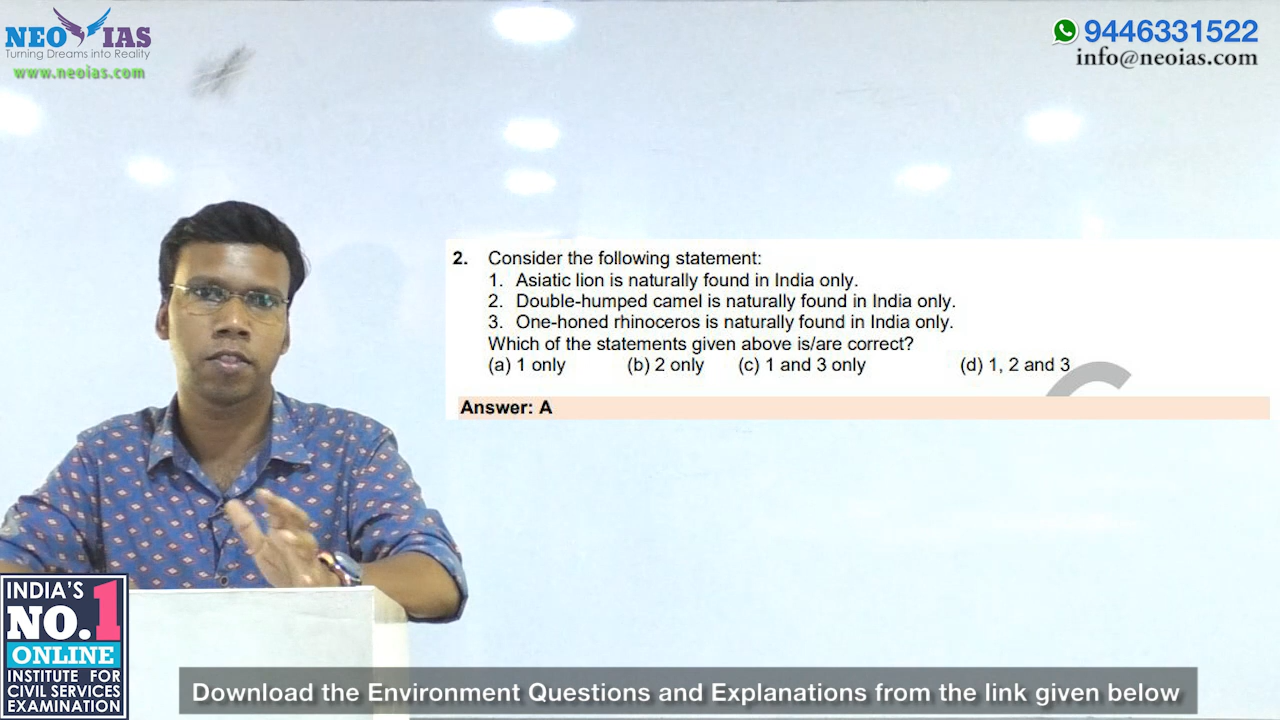 NEO IAS
Turning Dreams into Reality
www.neoias.com
9446331522
info@neoias.com
2. Consider the following statement:
1. Asiatic lion is naturally found in India only.
2. Double-humped camel is naturally found in India only.
3. One-honed rhinoceros is naturally found in India only.
Which of the statements given above is/are correct?
(a) 1 only (b) 2 only (c) 1 and 3 only (d) 1, 2 and 3
Answer: A
INDIA'S
NO.1
ONLINE
INSTITUTE FOR
CIVIL SERVICES
EXAMINATION
Download the Environment Questions and Explanations from the link given below